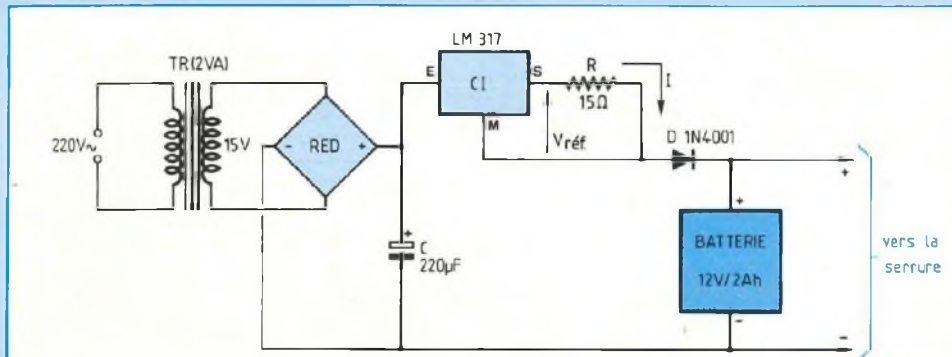 LM 317
TR(2VA)
E
CI
S
R
15Ω
I
M
Vréf.
D 1N4001
220V~
15V
-
RED
+
+
C
220µF
+
+
BATTERIE
12V/2Ah
-
-
vers la
serrure